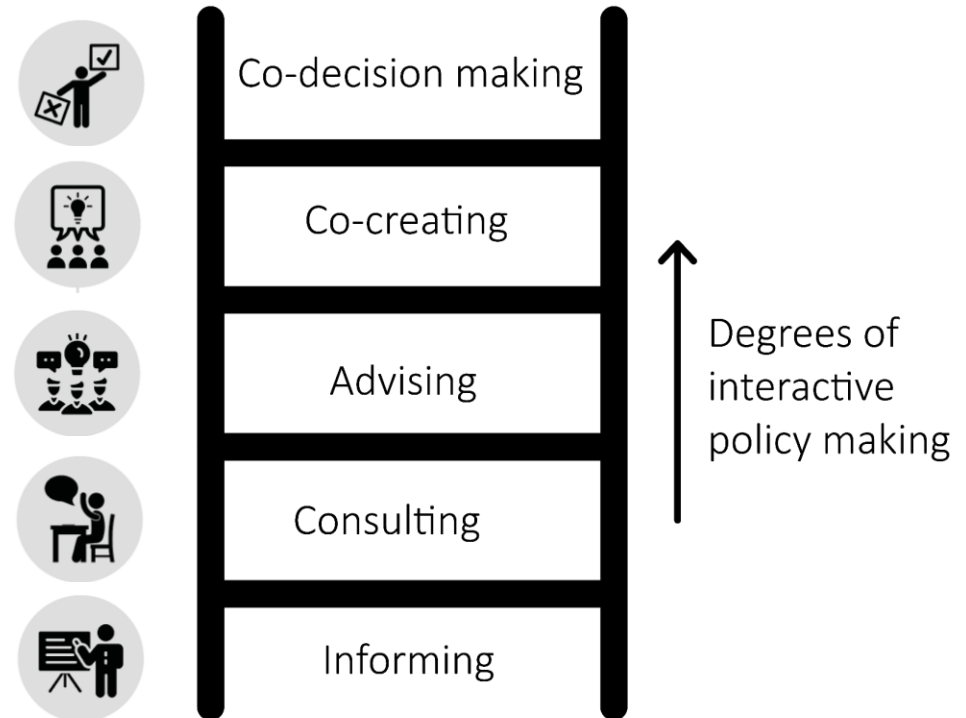 Co-decision making
Co-creating
Advising
Consulting
Informing
Degrees of
interactive
policy making